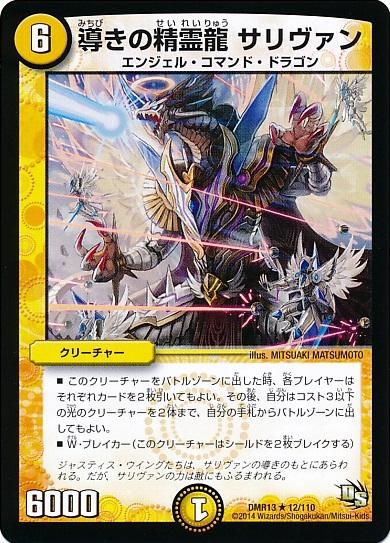 6
みちび せいれいりゅう
導きの精霊龍 サリヴァン
エンジェル・コマンド・ドラゴン
クリーチャー
illus. MITSUAKI MATSUMOTO
■ このクリーチャーをバトルゾーンに出した時、各プレイヤーは
それぞれカードを2枚引いてもよい。その後、自分はコスト3以下
の光のクリーチャーを2体まで、自分の手札からバトルゾーンに
出してもよい。
■ W・ブレイカー(このクリーチャーはシールドを2枚ブレイクする)
ジャスティス・ウイングたちは、サリヴァンの導きのもとにあらわ
れる。だが、サリヴァンの力は敵にもふるまわれる。
6000
1
DS
DMR13 ★ 12/110
©2014 Wizards/Shogakukan/Mitsui-Kids